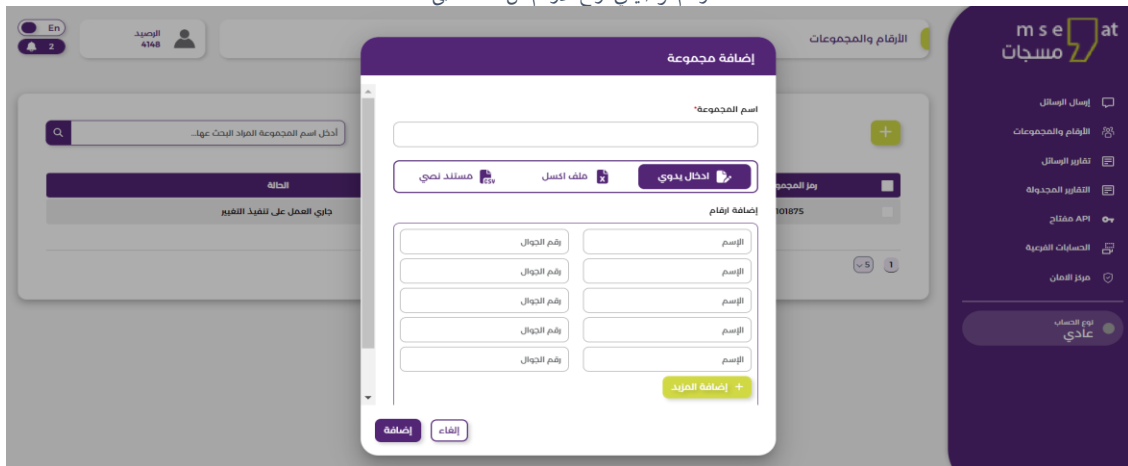 msegat
مسجات
إرسال الرسائل
الأرقام والمجموعات
تقارير الرسائل
التقارير المجدولة
API مفتاح
الحسابات الفرعية
مركز الامان
نوع الحساب
عادي
الأرقام والمجموعات
الرصيد
4148
En
2
أدخل اسم المجموعة المراد البحث عنها...
الحالة
101875
جاري العمل على تنفيذ التغيير
1
5
إضافة مجموعة
اسم المجموعة*
ادخال يدوي
ملف اكسل
مستند نصي
إضافة ارقام
الإسم رقم الجوال
الإسم رقم الجوال
الإسم رقم الجوال
الإسم رقم الجوال
الإسم رقم الجوال
+ إضافة المزيد
إلغاء
إضافة